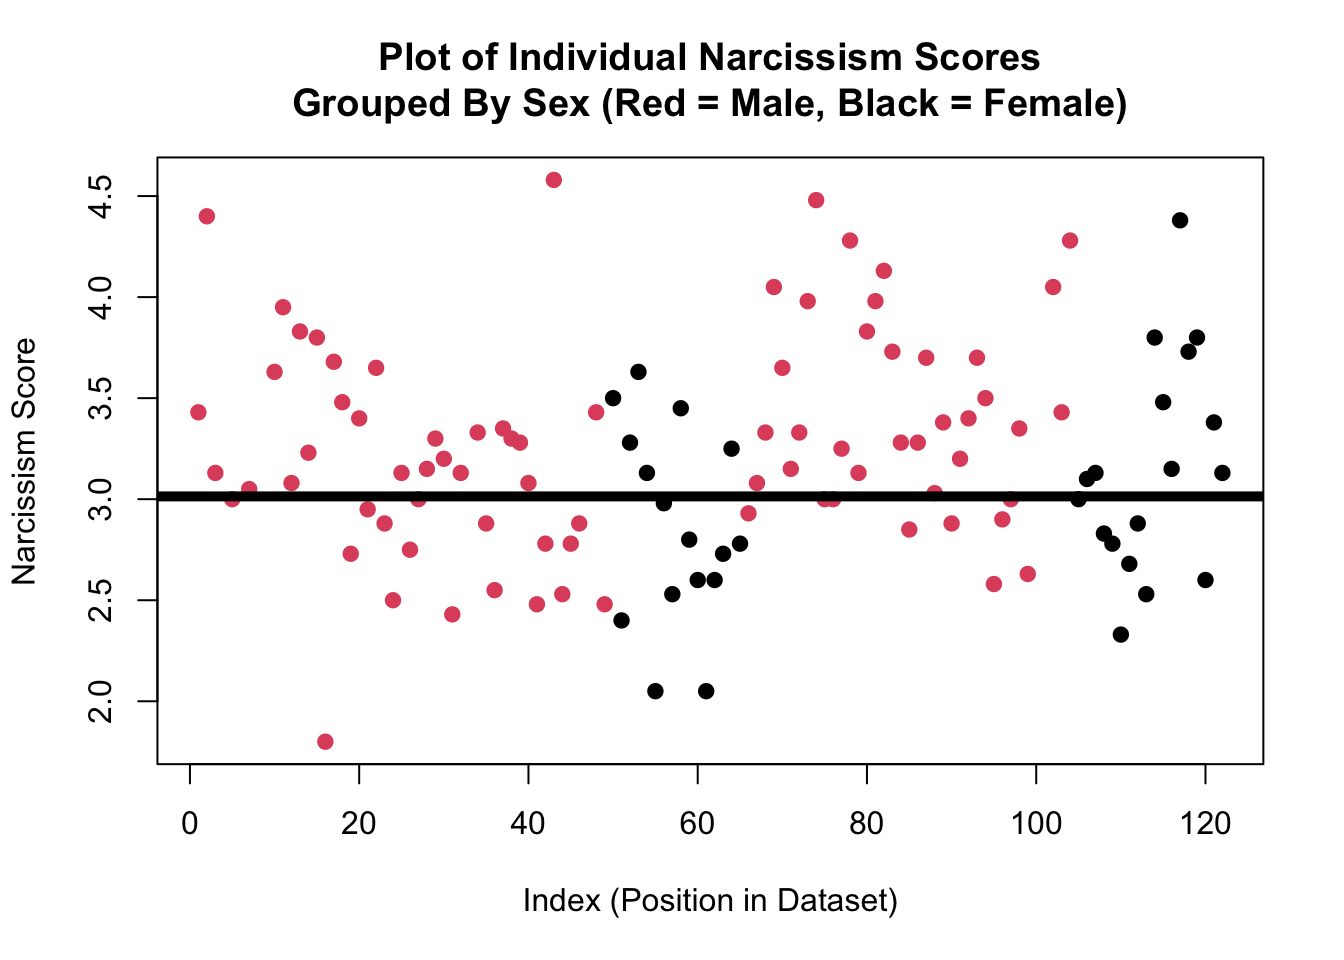 Plot of Individual Narcissism Scores
Grouped By Sex (Red = Male, Black = Female)
Narcissism Score
4.5
4.0
3.5
3.0
2.5
2.0
0 20 40 60 80 100 120
Index (Position in Dataset)